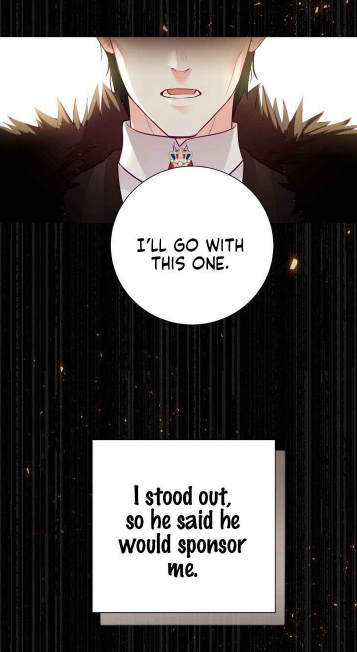 I'LL GO WITH
THIS ONE.
I stood out,
so he said he
would sponsor
me.